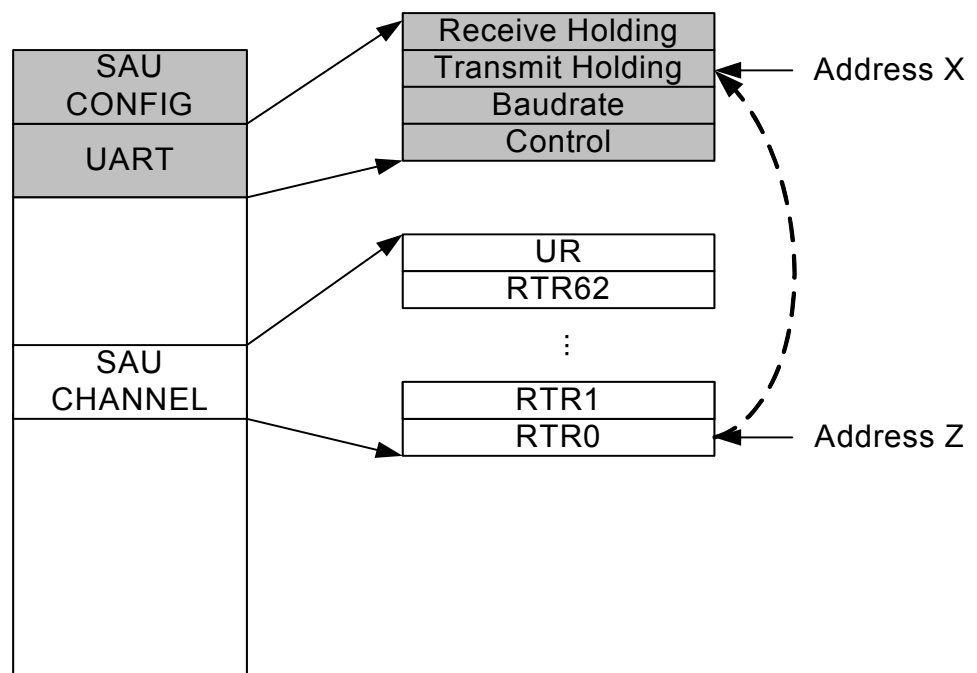 SAU
CONFIG
UART
SAU
CHANNEL
Receive Holding
Transmit Holding
Baudrate
Control
UR
RTR62
...
RTR1
RTR0
Address X
Address Z